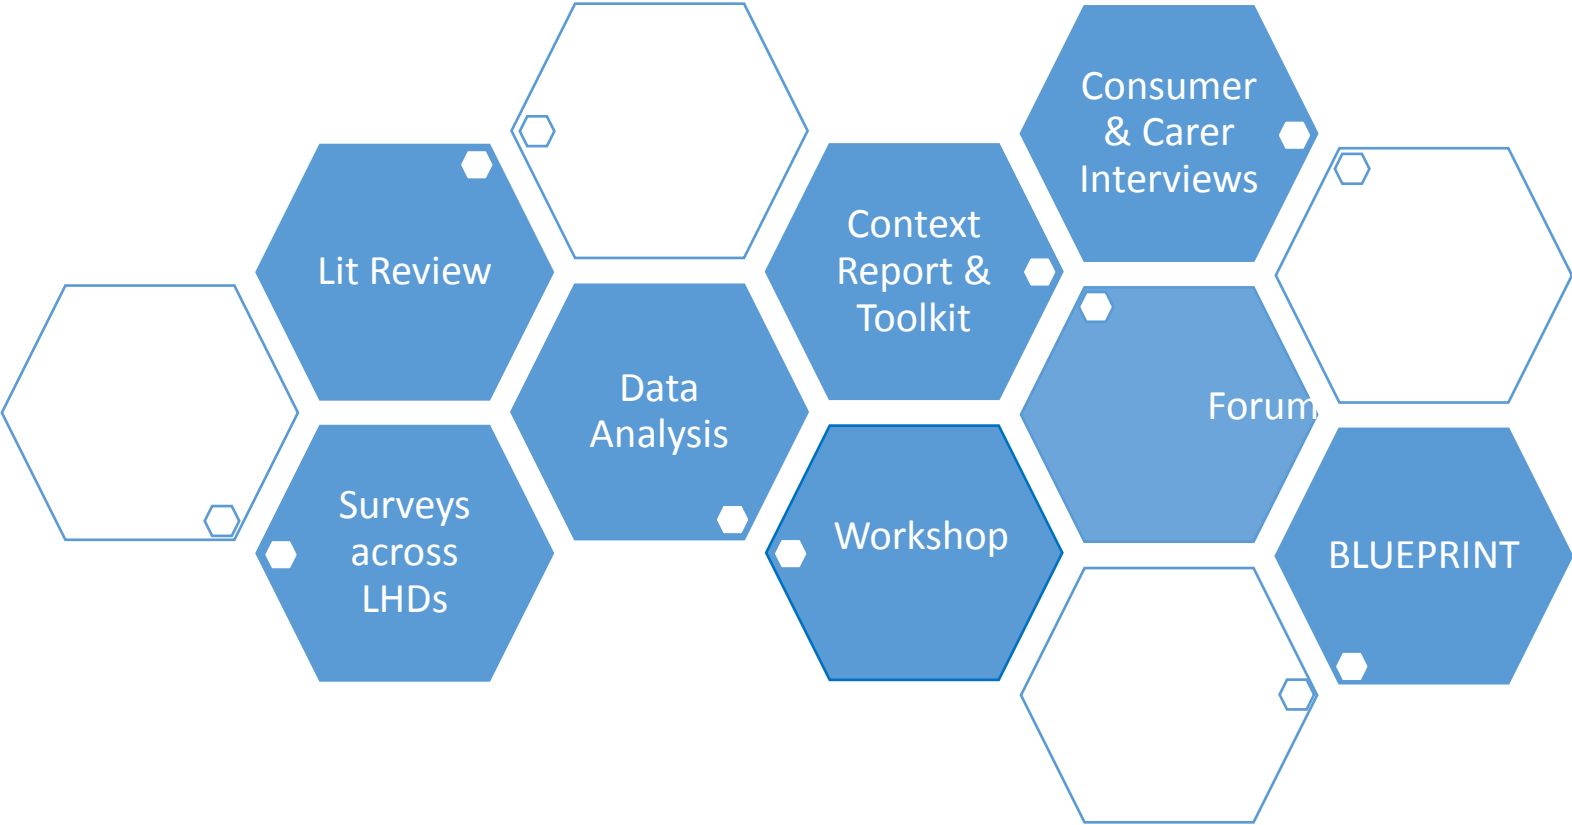 Lit Review
Surveys
across
LHDs
Data
Analysis
Context
Report &
Toolkit
Workshop
Consumer
& Carer
Interviews
Forum
BLUEPRINT